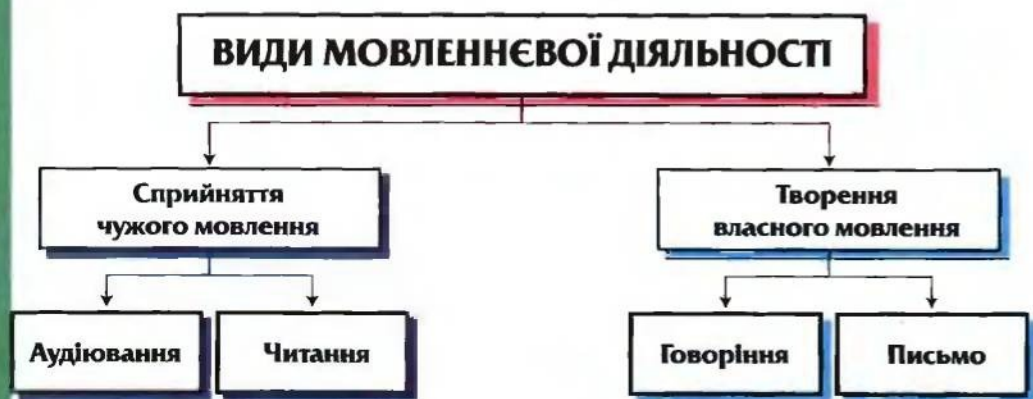 ВИДИ МОВЛЕННЄВОЇ ДІЯЛЬНОСТІ
Сприйняття
чужого мовлення
Творення
власного мовлення
Аудіювання
Читання
Говоріння
Письмо